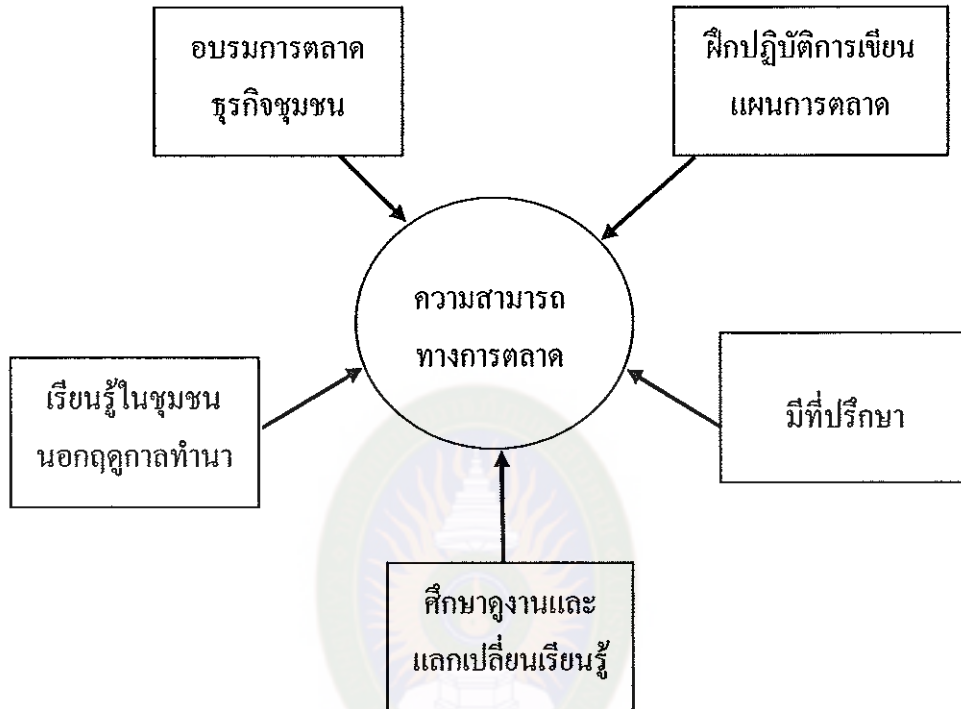 อบรมการตลาด
ธุรกิจชุมชน
ฝึกปฏิบัติการเขียน
แผนการตลาด
ความสามารถ
ทางการตลาด
เรียนรู้ในชุมชน
นอกฤดูกาลทำนา
มีที่ปรึกษา
ศึกษาดูงานและ
แลกเปลี่ยนเรียนรู้